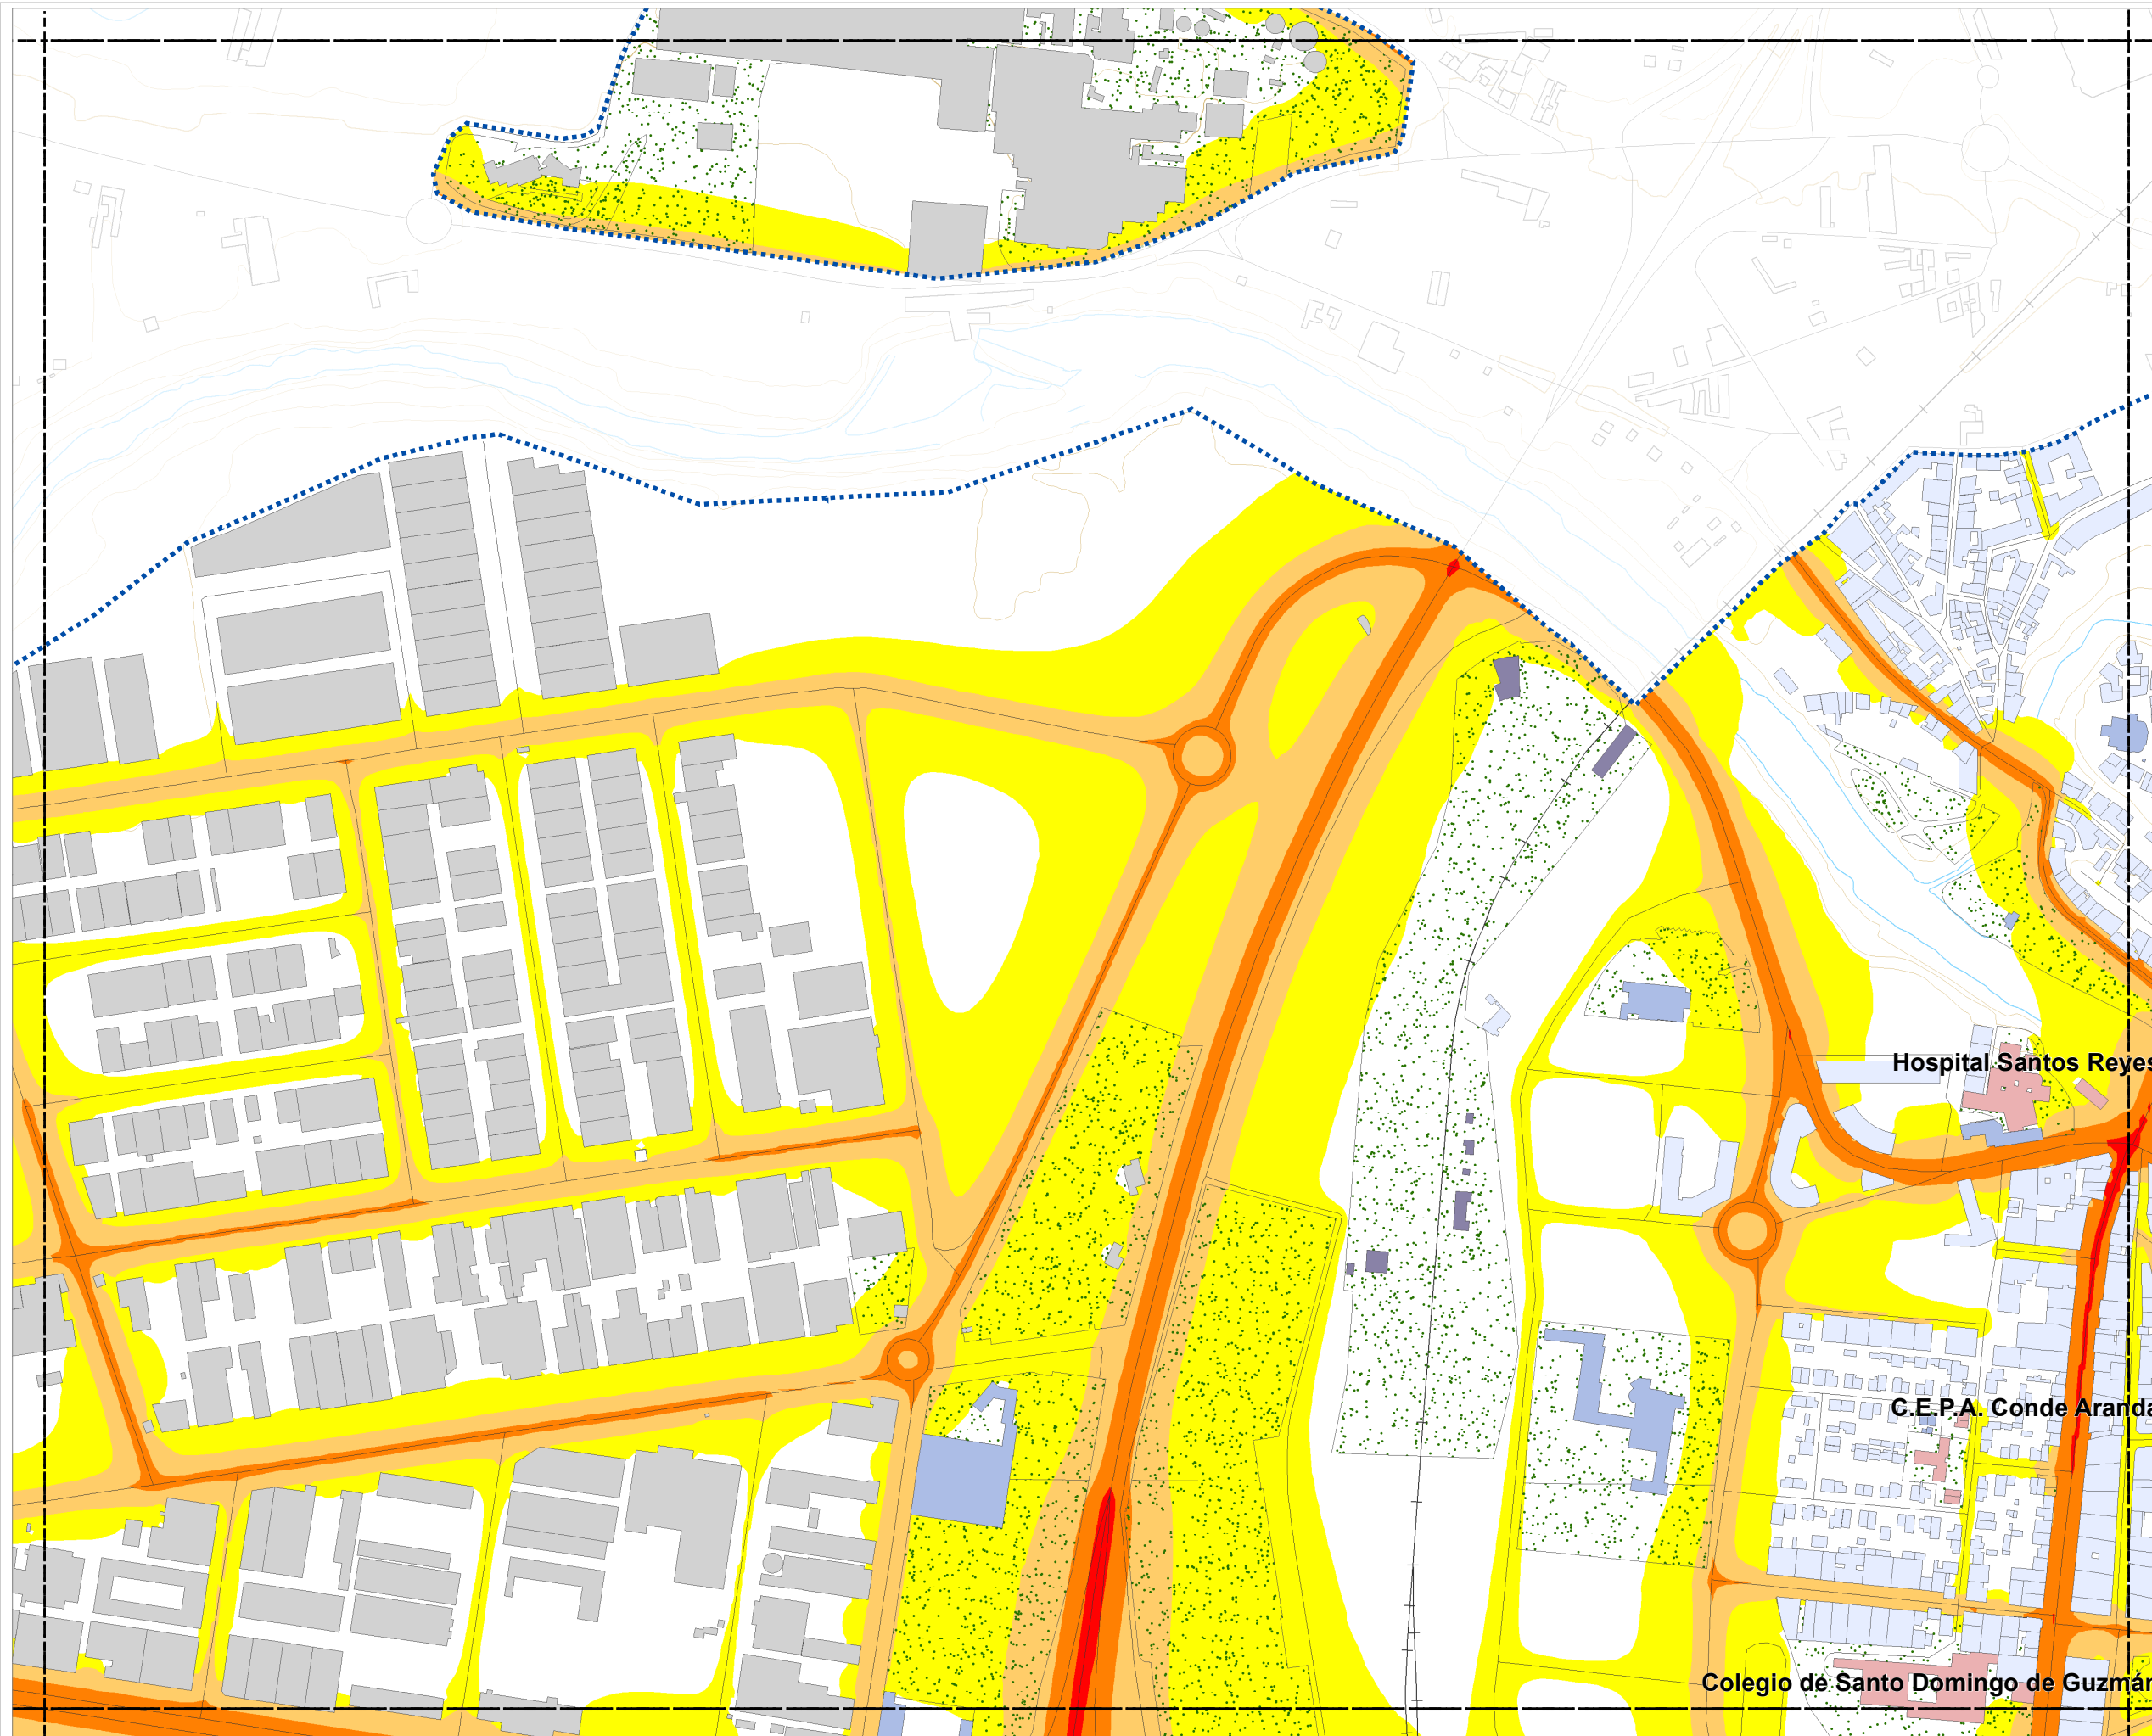 Hospital Santos Reyes
C.E.P.A. Conde Aranda
Colegio de Santo Domingo de Guzmán